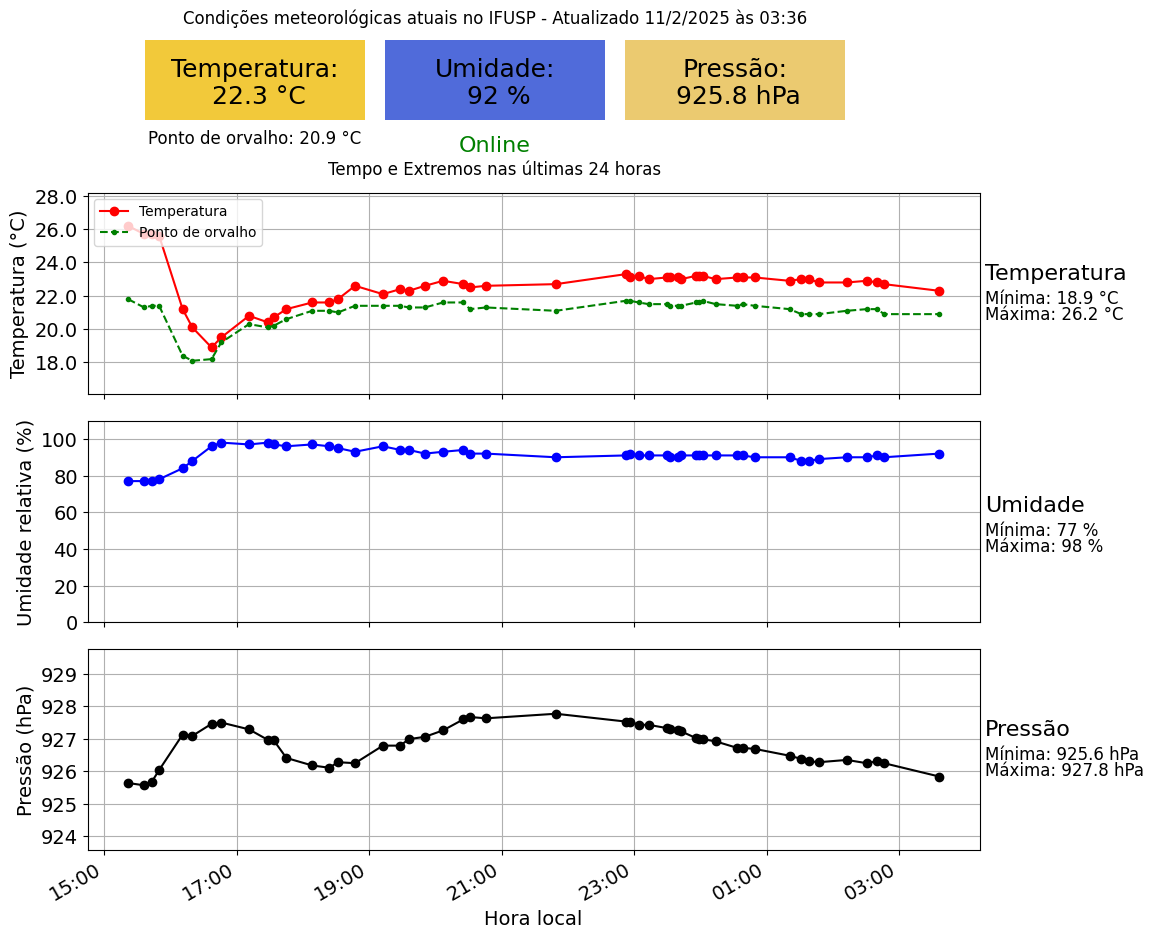 Condições meteorológicas atuais no IFUSP - Atualizado 11/2/2025 às 03:36
Temperatura:
22.3 °C
Umidade:
92 %
Pressão:
925.8 hPa
Ponto de orvalho: 20.9 °C
Online
Tempo e Extremos nas últimas 24 horas
Temperatura (°C)
28.0
26.0
24.0
22.0
20.0
18.0
Temperatura
Ponto de orvalho
Temperatura
Mínima: 18.9 °C
Máxima: 26.2 °C
Umidade relativa (%)
100
80
60
40
20
0
Umidade
Mínima: 77 %
Máxima: 98 %
Pressão (hPa)
929
928
927
926
925
924
Pressão
Mínima: 925.6 hPa
Máxima: 927.8 hPa
15:00
17:00
19:00
21:00
23:00
01:00
03:00
Hora local